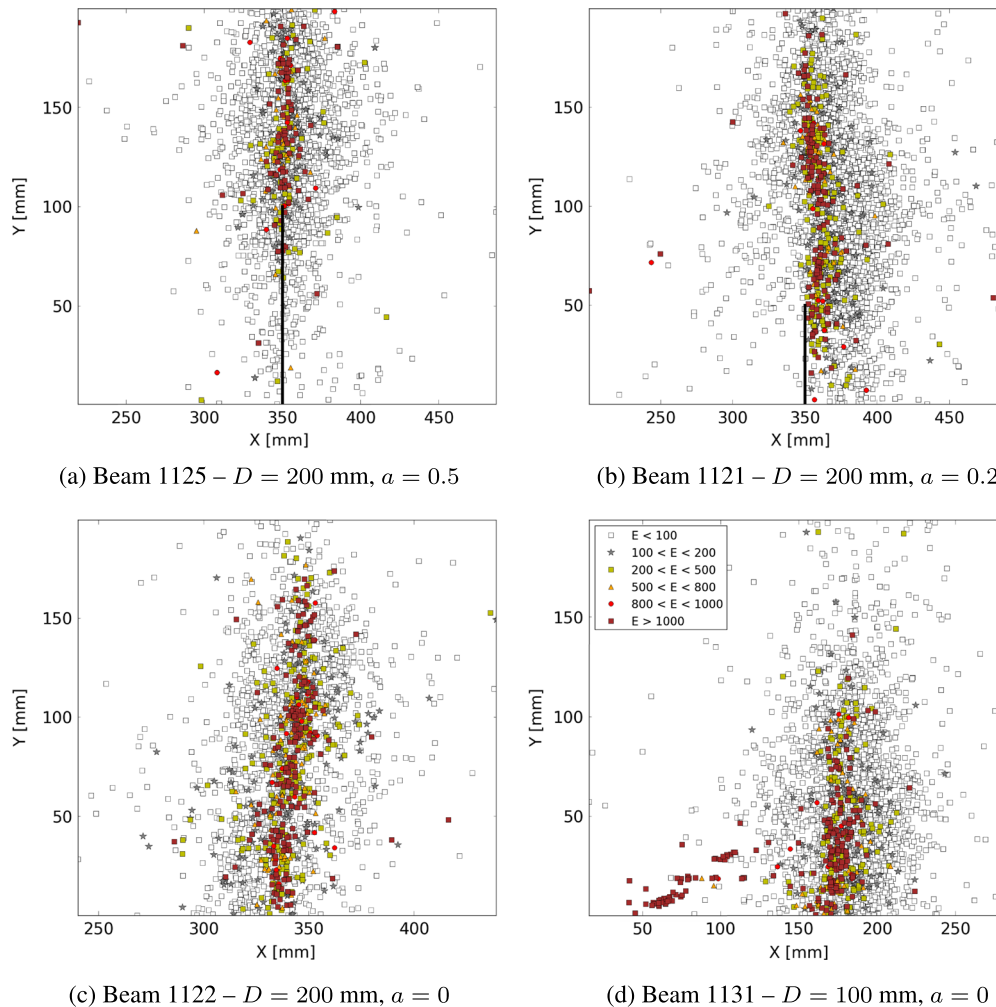 Y [mm]
150
100
50
250
300
350
400
450
X [mm]
(a) Beam 1125 – D = 200 mm, a = 0.5
Y [mm]
150
100
50
250
300
350
400
450
X [mm]
(b) Beam 1121 – D = 200 mm, a = 0.2
Y [mm]
150
100
50
250
300
350
400
X [mm]
(c) Beam 1122 – D = 200 mm, a = 0
E < 100
100 < E < 200
200 < E < 500
500 < E < 800
800 < E < 1000
E > 1000
Y [mm]
150
100
50
50
100
150
200
250
X [mm]
(d) Beam 1131 – D = 100 mm, a = 0